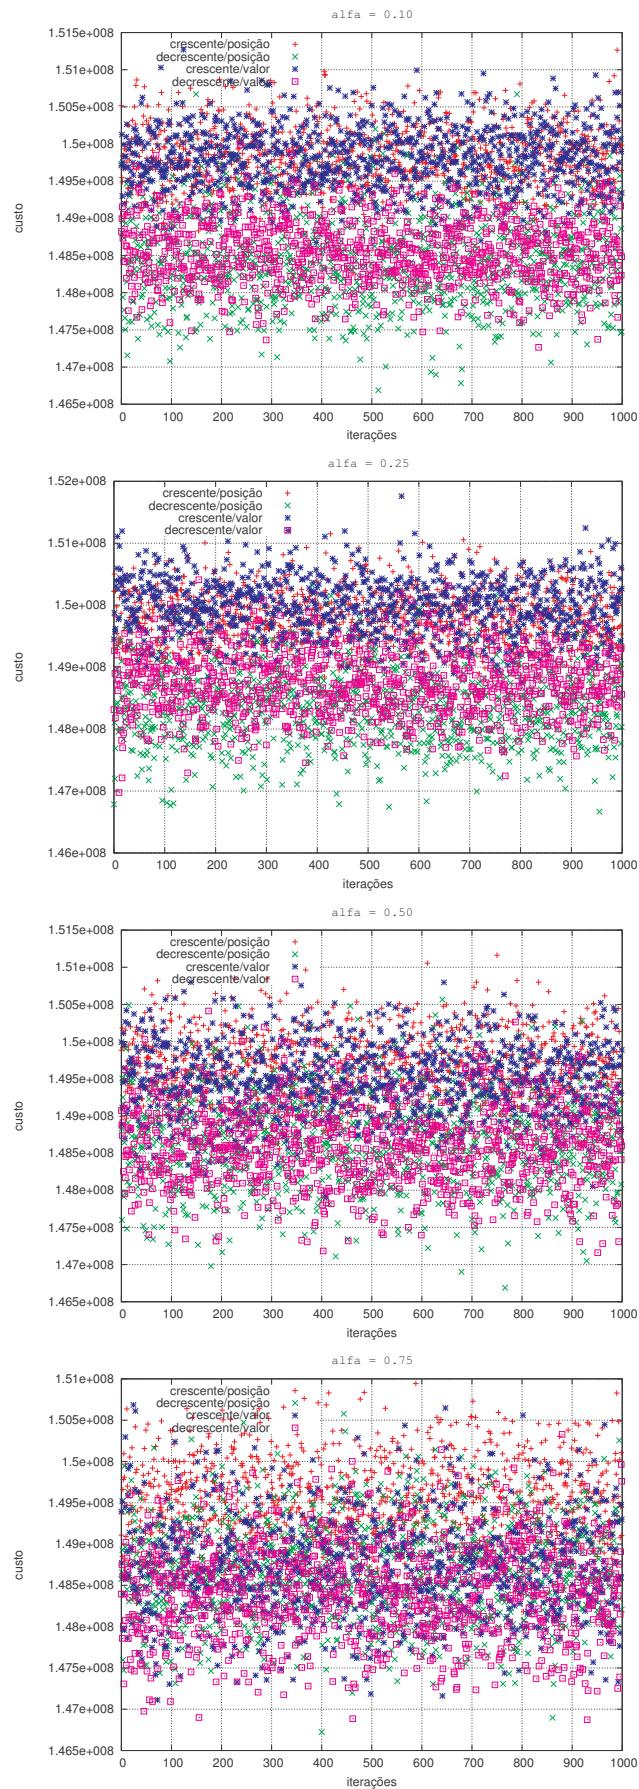 alfa = 0.10
1.515e+008
crescente/posição
decrescente/posição
crescente/valor
decrescente/valor
1.51e+008
1.505e+008
1.5e+008
1.495e+008
1.49e+008
1.485e+008
1.48e+008
1.475e+008
1.47e+008
1.465e+008
custo
0 100 200 300 400 500 600 700 800 900 1000
iterações
alfa = 0.25
1.52e+008
crescente/posição
decrescente/posição
crescente/valor
decrescente/valor
1.51e+008
1.5e+008
1.49e+008
1.48e+008
1.47e+008
1.46e+008
custo
0 100 200 300 400 500 600 700 800 900 1000
iterações
alfa = 0.50
1.515e+008
crescente/posição
decrescente/posição
crescente/valor
decrescente/valor
1.51e+008
1.505e+008
1.5e+008
1.495e+008
1.49e+008
1.485e+008
1.48e+008
1.475e+008
1.47e+008
1.465e+008
custo
0 100 200 300 400 500 600 700 800 900 1000
iterações
alfa = 0.75
1.51e+008
crescente/posição
decrescente/posição
crescente/valor
decrescente/valor
1.505e+008
1.5e+008
1.495e+008
1.49e+008
1.485e+008
1.48e+008
1.475e+008
1.47e+008
1.465e+008
custo
0 100 200 300 400 500 600 700 800 900 1000
iterações